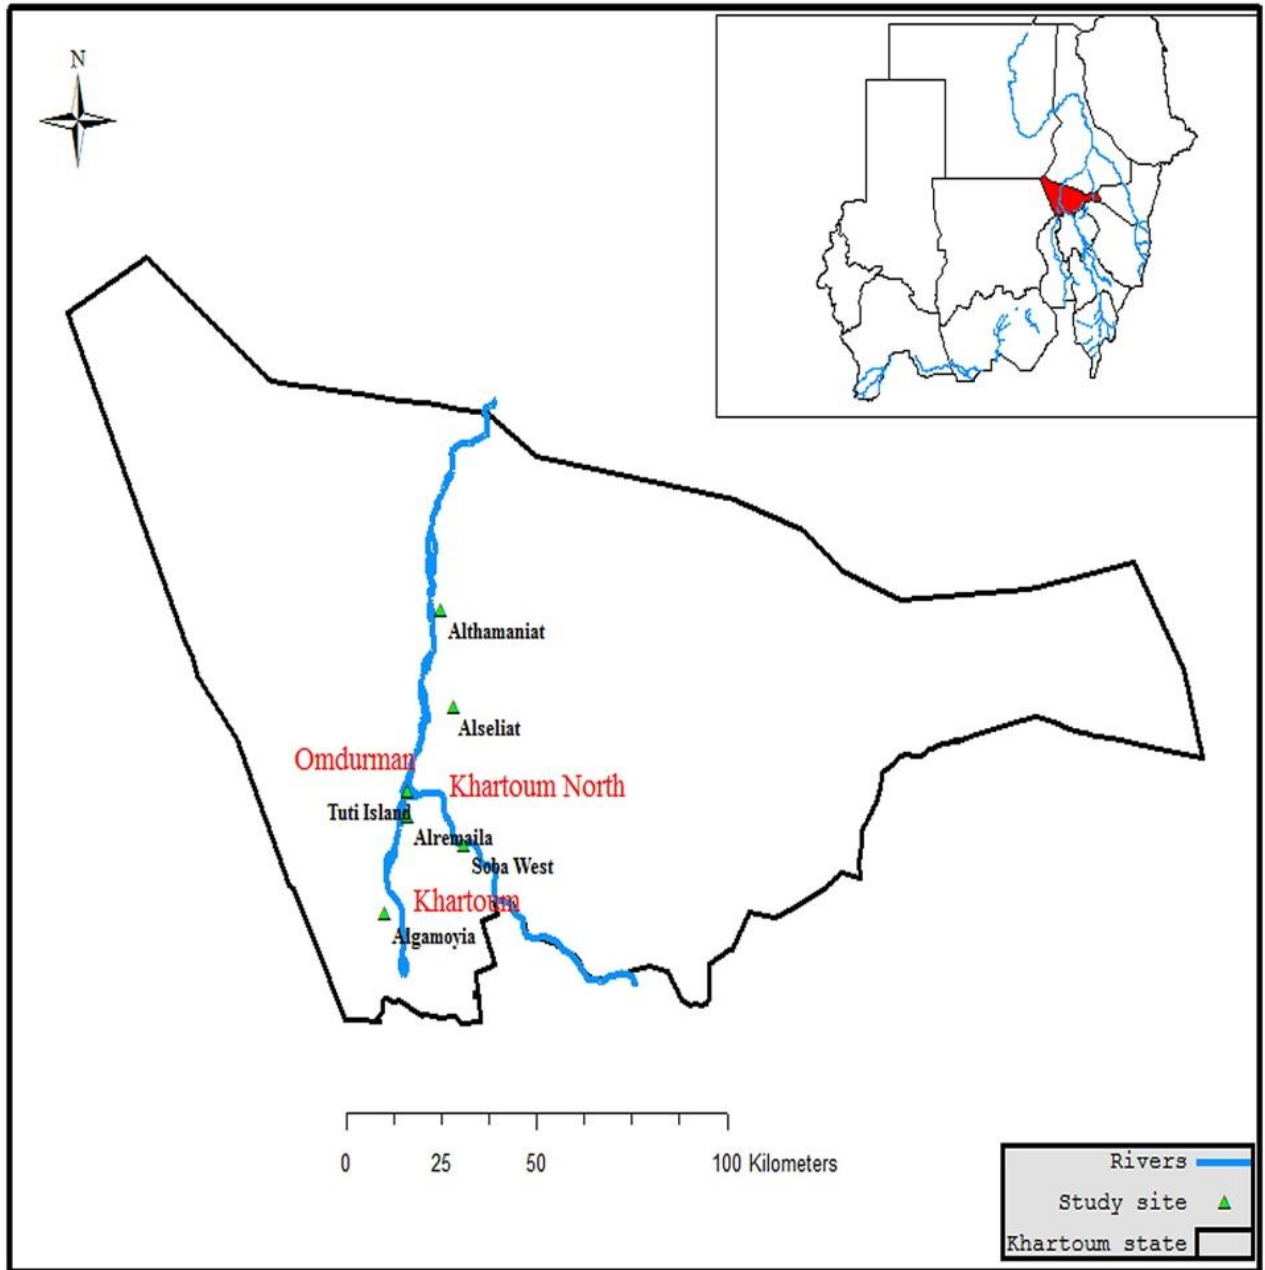 N
Althamaniat
Alseliat
Omdurman
Khartoum North
Tuti Island
Alremaila
Soba West
Khartoum
Algamoyia
0 25 50 100 Kilometers
Rivers
Study site
Khartoum state